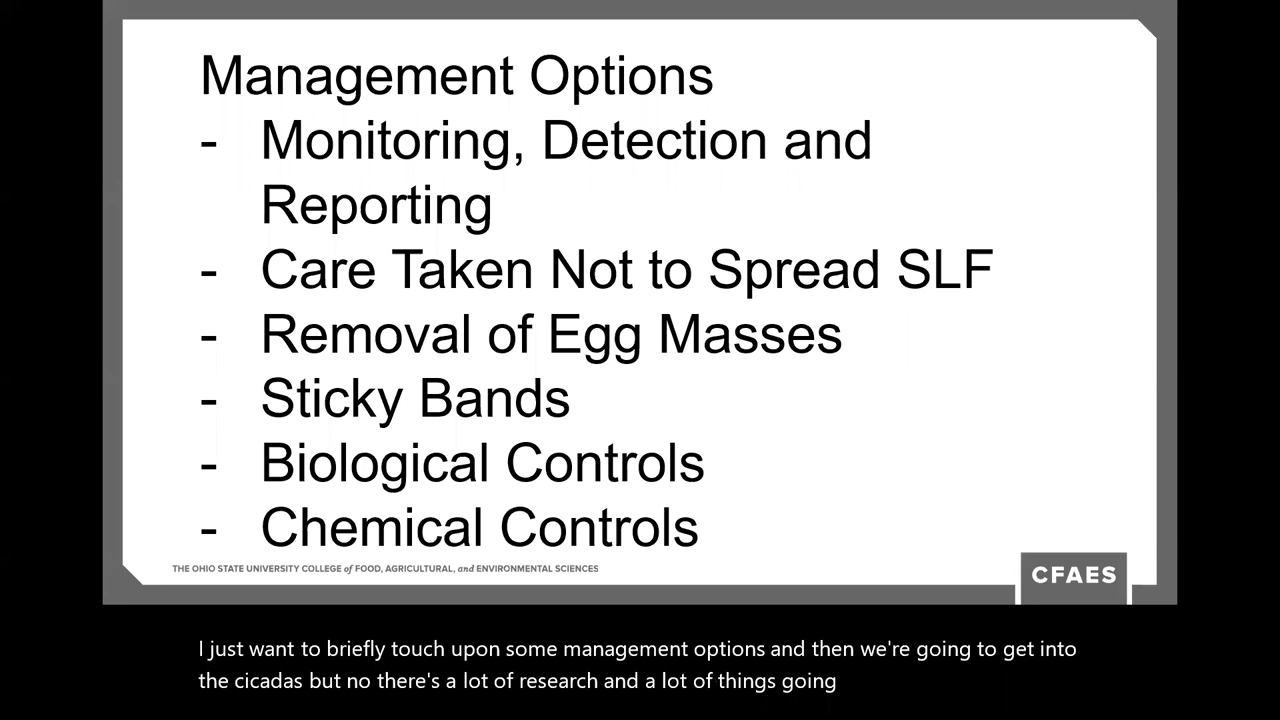 Management Options
- Monitoring, Detection and
Reporting
- Care Taken Not to Spread SLF
- Removal of Egg Masses
- Sticky Bands
- Biological Controls
- Chemical Controls
THE OHIO STATE UNIVERSITY COLLEGE of FOOD, AGRICULTURAL, and ENVIRONMENTAL SCIENCES
CFAES
I just want to briefly touch upon some management options and then we're going to get into
the cicadas but no there's a lot of research and a lot of things going